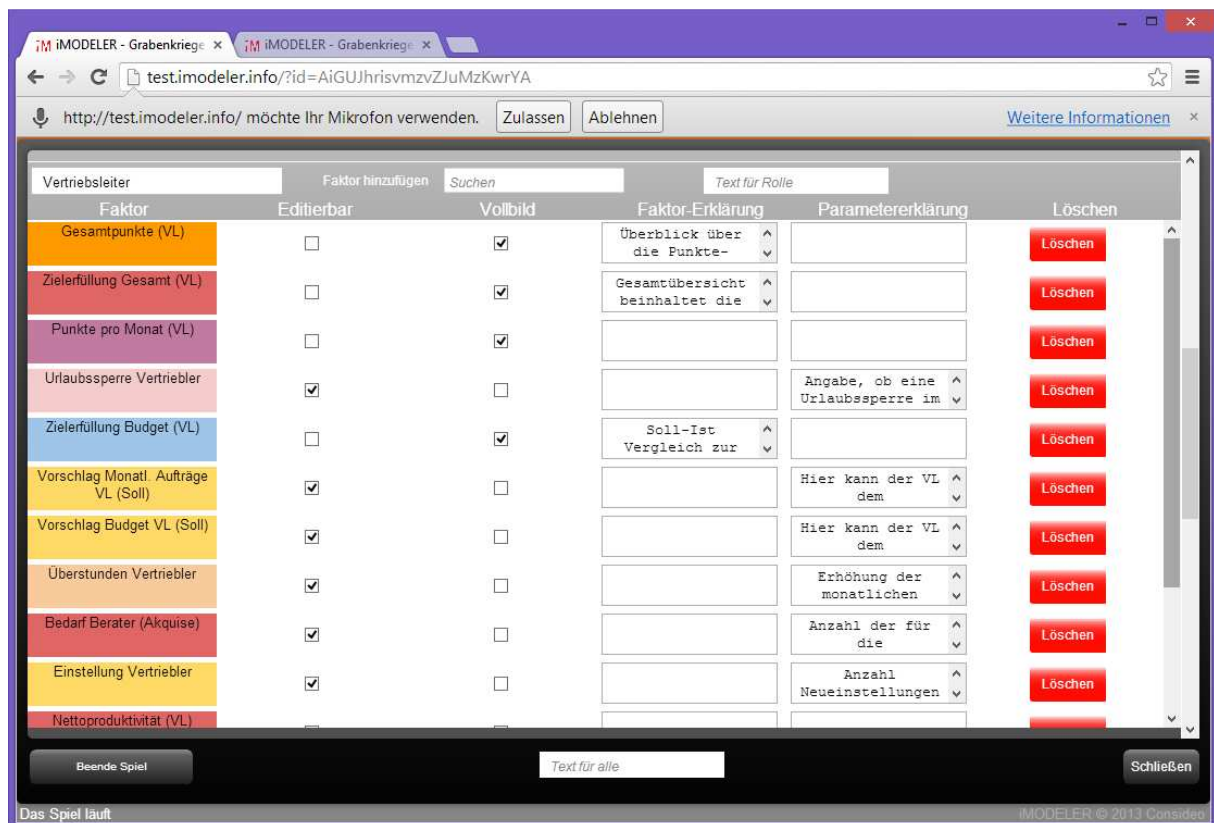 iMODELER - Grabenkriege
iMODELER - Grabenkriege
test.imodeler.info/?id=AiGUJhrisvmzvZJuMzKwrYA
http://test.imodeler.info/ möchte Ihr Mikrofon verwenden. Zulassen Ablehnen Weitere Informationen
Vertriebsleiter Faktor hinzufügen Suchen Text für Rolle
Faktor Editierbar Vollbild Faktor-Erklärung Parametererklärung Löschen
Gesamtpunkte (VL) Überblick über Löschen
die Punkte-
Zielerfüllung Gesamt (VL) Gesamtübersicht Löschen
beinhaltet die
Punkte pro Monat (VL) Löschen
Urlaubssperre Vertriebler Angabe, ob eine Löschen
Urlaubssperre im
Zielerfüllung Budget (VL) Soll-Ist Löschen
Vergleich zur
Vorschlag Monatl. Aufträge Hier kann der VL Löschen
VL (Soll) dem
Vorschlag Budget VL (Soll) Hier kann der VL Löschen
dem
Überstunden Vertriebler Erhöhung der Löschen
monatlichen
Bedarf Berater (Akquise) Anzahl der für Löschen
die
Einstellung Vertriebler Anzahl Löschen
Neueinstellungen
Nettoproduktivität (VL)
Beende Spiel Text für alle Schließen
Das Spiel läuft iMODELER © 2013 Consideo